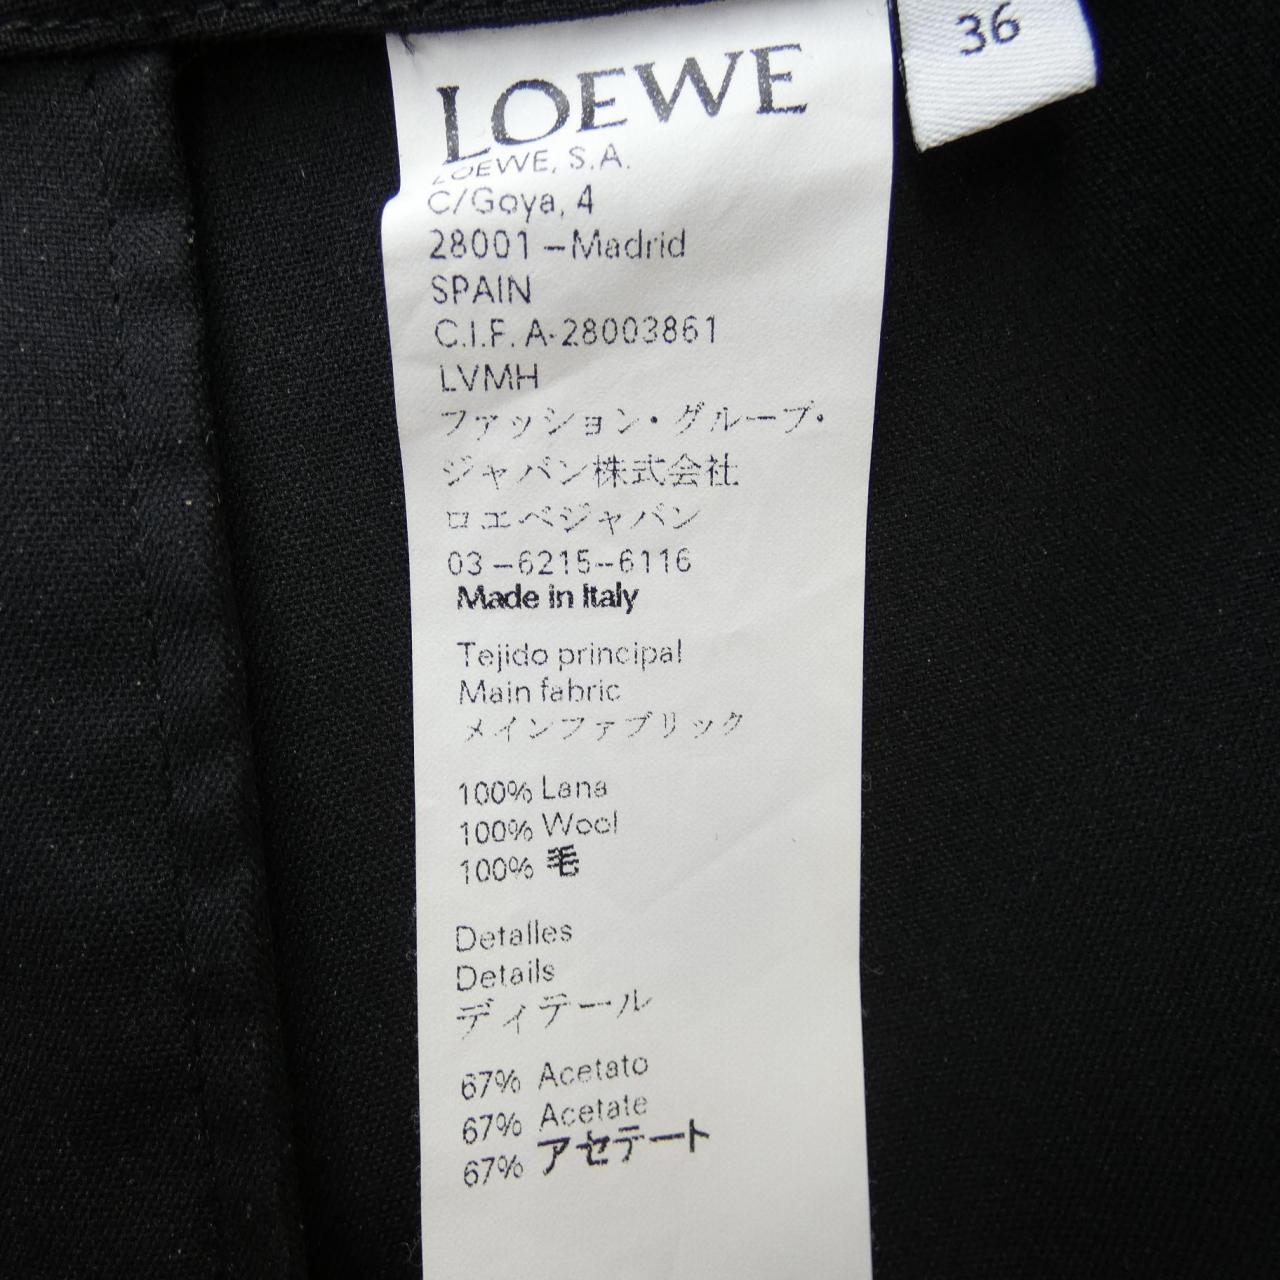 LOEWE
36
LOEWE, S.A.
C/Goya, 4
28001 –Madrid
SPAIN
C.I.F. A-28003861
LVMH
ファッション・グループ・
ジャパン株式会社
ロエベジャパン
03–6215--6116
Made in Italy
Tejido principal
Main fabric
メインファブリック
100% Lana
100% Wool
100% 毛
Detalles
Details
ディテール
67% Acetato
67% Acetate
67% アセテート